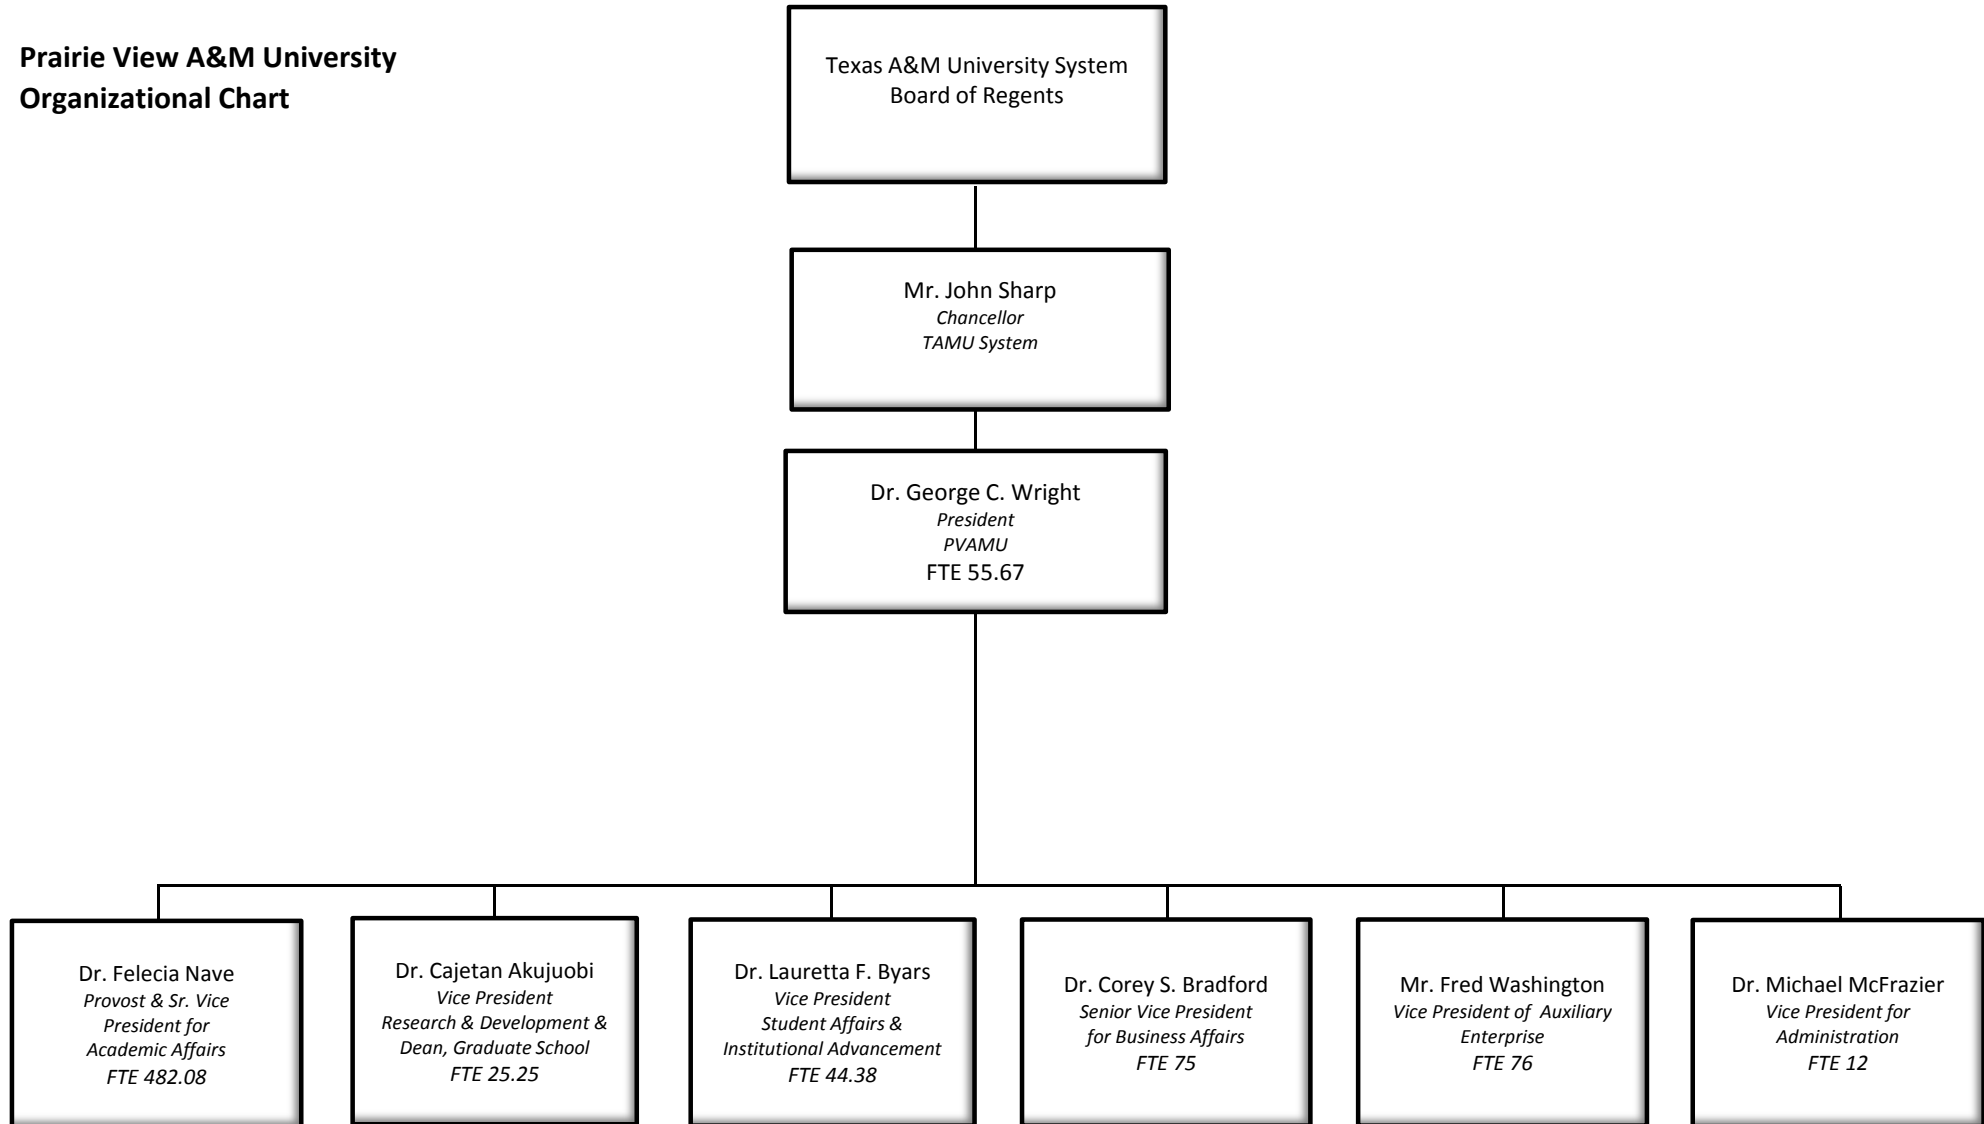 Prairie View A&M University
Organizational Chart
Texas A&M University System
Board of Regents
Mr. John Sharp
Chancellor
TAMU System
Dr. George C. Wright
President
PVAMU
FTE 55.67
Dr. Felecia Nave
Provost & Sr. Vice
President for
Academic Affairs
FTE 482.08
Dr. Cajetan Akujuobi
Vice President
Research & Development &
Dean, Graduate School
FTE 25.25
Dr. Lauretta F. Byars
Vice President
Student Affairs &
Institutional Advancement
FTE 44.38
Dr. Corey S. Bradford
Senior Vice President
for Business Affairs
FTE 75
Mr. Fred Washington
Vice President of Auxiliary
Enterprise
FTE 76
Dr. Michael McFrazier
Vice President for
Administration
FTE 12